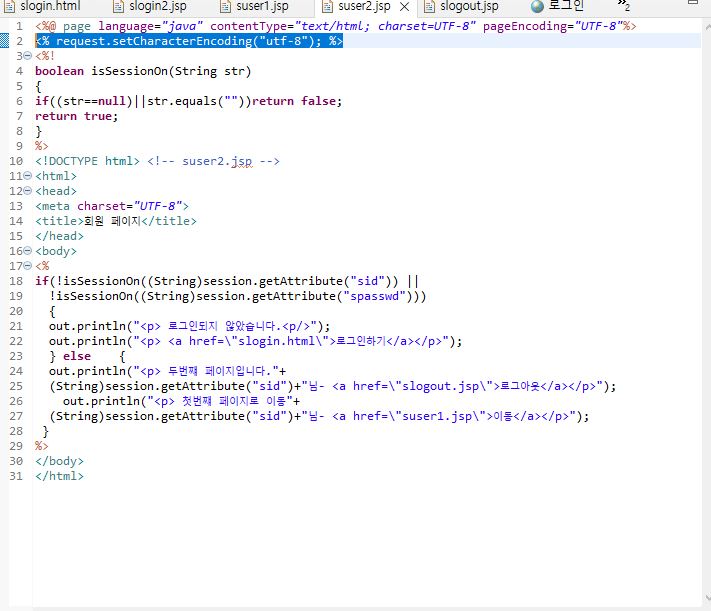 slogin.html slogin2.jsp suser1.jsp suser2.jsp slogout.jsp 로그인 »2
1 <%@ page language="java" contentType="text/html; charset=UTF-8" pageEncoding="UTF-8"%>
2 <% request.setCharacterEncoding("utf-8"); %>
3 <%!
4 boolean isSessionOn(String str)
5 {
6 if((str==null)||str.equals(""))return false;
7 return true;
8 }
9 %>
10 <!DOCTYPE html> <!-- suser2.jsp -->
11 <html>
12 <head>
13 <meta charset="UTF-8">
14 <title>회원 페이지</title>
15 </head>
16 <body>
17 <%
18 if(!isSessionOn((String)session.getAttribute("sid")) ||
19 !isSessionOn((String)session.getAttribute("spasswd")))
20 {
21 out.println("<p> 로그인되지 않았습니다.<p/>");
22 out.println("<p> <a href=\"slogin.html\">로그인하기</a></p>");
23 } else {
24 out.println("<p> 두번째 페이지입니다."+
25 (String)session.getAttribute("sid")+"님- <a href=\"slogout.jsp\">로그아웃</a></p>");
26 out.println("<p> 첫번째 페이지로 이동"+
27 (String)session.getAttribute("sid")+"님- <a href=\"suser1.jsp\">이동</a></p>");
28 }
29 %>
30 </body>
31 </html>